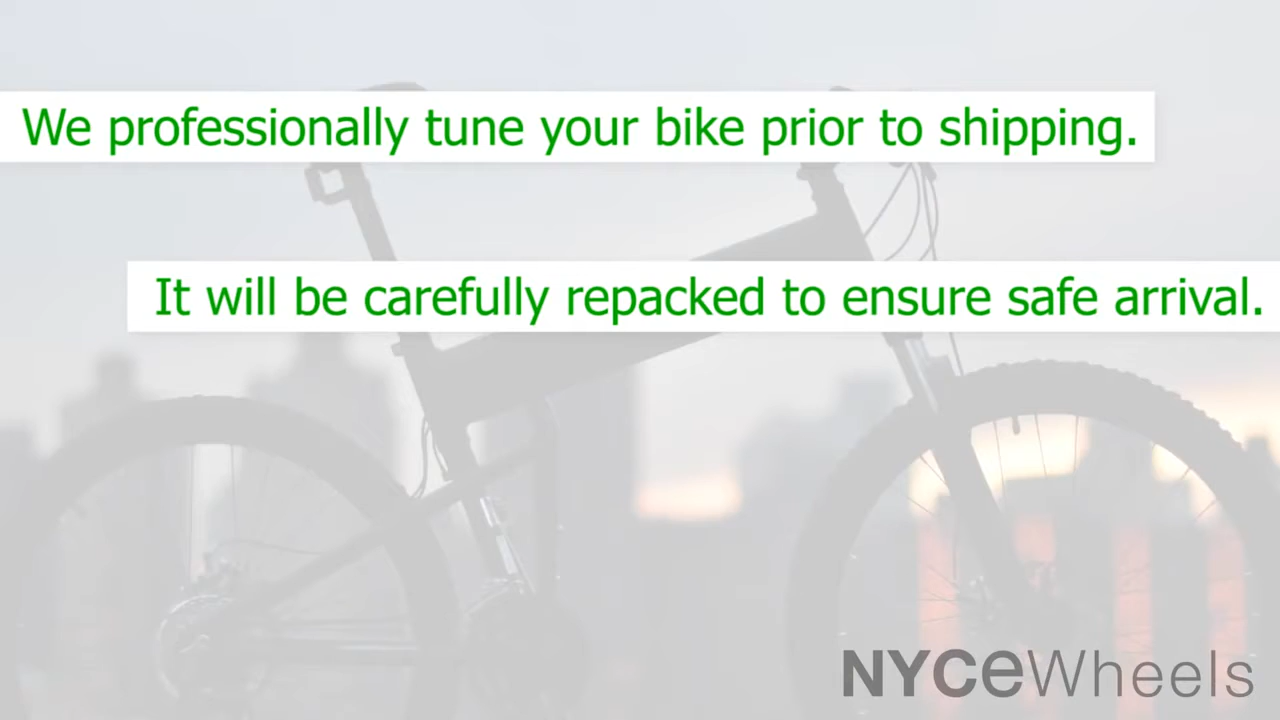 We professionally tune your bike prior to shipping.
It will be carefully repacked to ensure safe arrival.
NYCeWheels